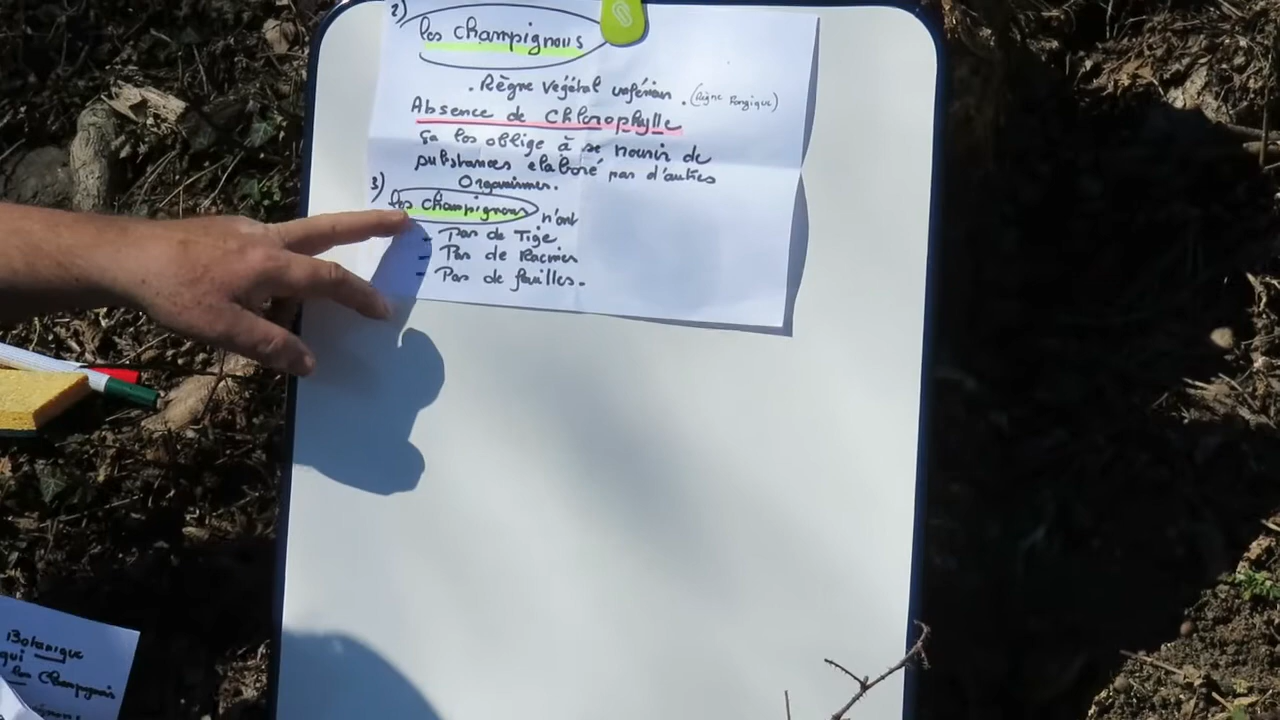 2) les champignons
. Règne végétal inférieur. (Règne Fongique)
Absence de Chlorophylle
ça les oblige à se nourrir de
substances elaboré par d'autres
Organismes.
3) les champignons n'ont
- Pas de Tige
- Pas de Racines
- Pas de feuilles.
Botanique
qui
les Champignons